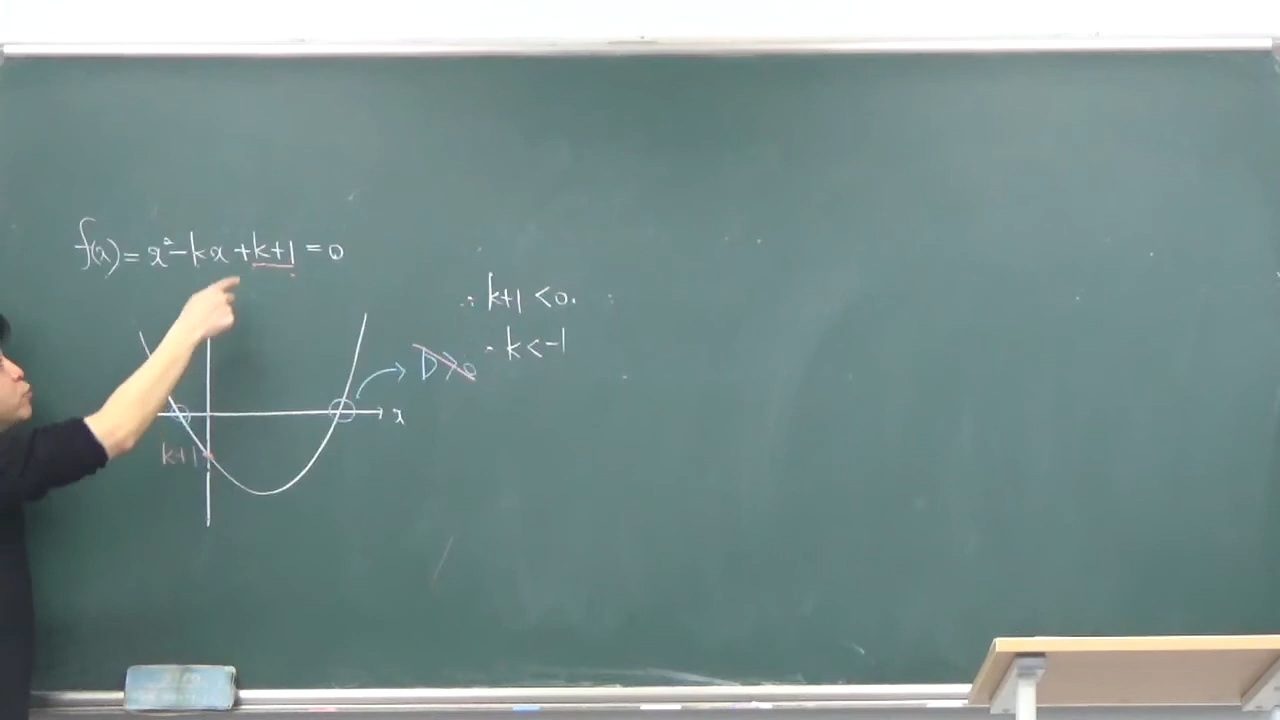 f(x) = x² - kx + k+1 = 0
∴ k+1 < 0.
∴ k < -1
D > 0
x
k+1